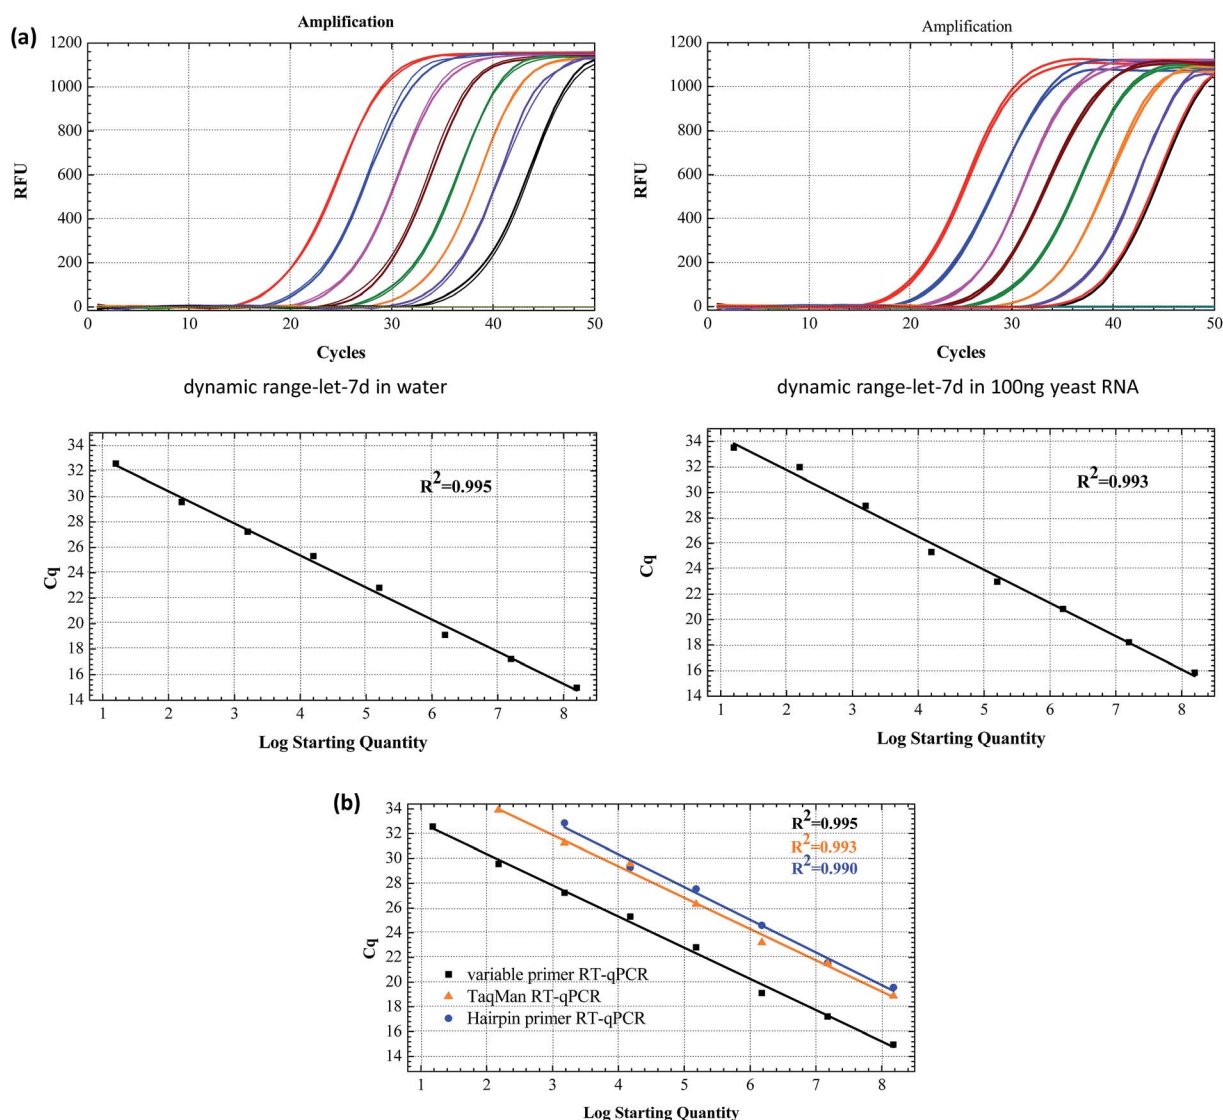 (a)
Amplification
1200
1000
800
600
400
200
0
RFU
0 10 20 30 40 50
Cycles
Amplification
1200
1000
800
600
400
200
0
RFU
0 10 20 30 40 50
Cycles
dynamic range-let-7d in water
dynamic range-let-7d in 100ng yeast RNA
34
32
30
28
26
24
22
20
18
16
14
Cq
R2=0.995
1 2 3 4 5 6 7 8
Log Starting Quantity
34
32
30
28
26
24
22
20
18
16
14
Cq
R2=0.993
1 2 3 4 5 6 7 8
Log Starting Quantity
(b)
34
32
30
28
26
24
22
20
18
16
14
Cq
R2=0.995
R2=0.993
R2=0.990
variable primer RT-qPCR
TaqMan RT-qPCR
Hairpin primer RT-qPCR
1 2 3 4 5 6 7 8
Log Starting Quantity